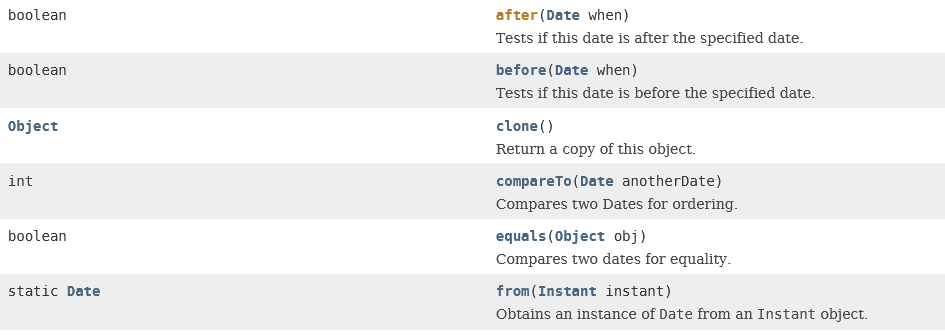 boolean after(Date when)
Tests if this date is after the specified date.
boolean before(Date when)
Tests if this date is before the specified date.
Object clone()
Return a copy of this object.
int compareTo(Date anotherDate)
Compares two Dates for ordering.
boolean equals(Object obj)
Compares two dates for equality.
static Date from(Instant instant)
Obtains an instance of Date from an Instant object.